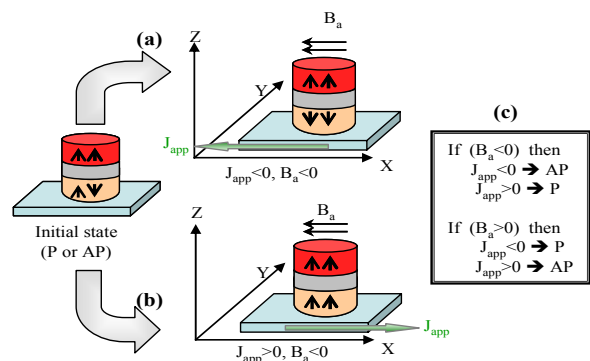 (a)
B_a
Z
Y
J_app
X
J_app<0, B_a<0
Initial state
(P or AP)
(b)
B_a
Z
Y
J_app
X
J_app>0, B_a<0
(c)
If (B_a<0) then
J_app<0 ➔ AP
J_app>0 ➔ P
If (B_a>0) then
J_app<0 ➔ P
J_app>0 ➔ AP